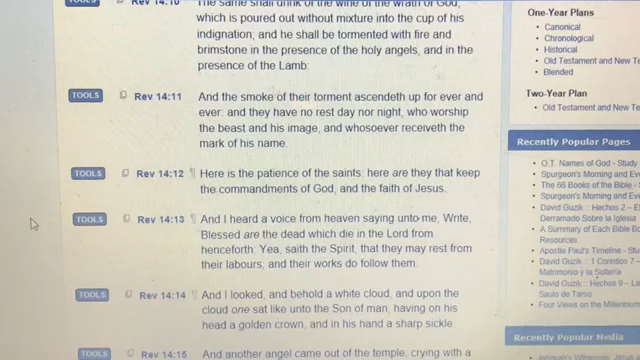 TOOLS Rev 14:10 The same shall drink of the wine of the wrath of God,
which is poured out without mixture into the cup of his
indignation; and he shall be tormented with fire and
brimstone in the presence of the holy angels, and in the
presence of the Lamb:
TOOLS Rev 14:11 And the smoke of their torment ascendeth up for ever and
ever: and they have no rest day nor night, who worship
the beast and his image, and whosoever receiveth the
mark of his name.
TOOLS Rev 14:12 ¶ Here is the patience of the saints: here are they that keep
the commandments of God, and the faith of Jesus.
TOOLS Rev 14:13 ¶ And I heard a voice from heaven saying unto me, Write,
Blessed are the dead which die in the Lord from
henceforth: Yea, saith the Spirit, that they may rest from
their labours; and their works do follow them.
TOOLS Rev 14:14 ¶ And I looked, and behold a white cloud, and upon the
cloud one sat like unto the Son of man, having on his
head a golden crown, and in his hand a sharp sickle.
TOOLS Rev 14:15 And another angel came out of the temple, crying with a
One-Year Plans
• Canonical
• Chronological
• Historical
• Old Testament and New Te
• Blended
Two-Year Plan
• Old Testament and New Te
Recently Popular Pages
• O.T. Names of God - Study
• Spurgeon's Morning and Eve
• The 66 Books of the Bible -
• Spurgeon's Morning and Eve
• David Guzik :: Hechos 2 – E
Derramado Sobre la Iglesia
• A Summary of Each Bible Bo
Resources
• Apostle Paul's Timeline - Stu
• David Guzik :: 1 Corintios 7 –
Matrimonio y la Soltería
• David Guzik :: Hechos 9 – La
Saulo de Tarso
• Four Views on the Millennium
Recently Popular Media
• Jehovah's Witnesses, Jesus